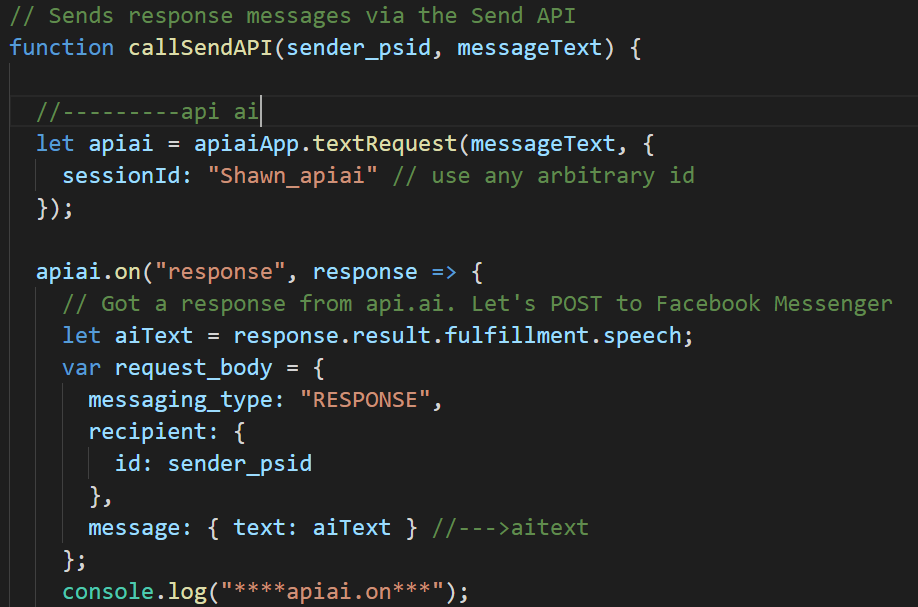 // Sends response messages via the Send API
function callSendAPI(sender_psid, messageText) {
//---------api ai
let apiai = apiaiApp.textRequest(messageText, {
sessionId: "Shawn_apiai" // use any arbitrary id
});
apiai.on("response", response => {
// Got a response from api.ai. Let's POST to Facebook Messenger
let aiText = response.result.fulfillment.speech;
var request_body = {
messaging_type: "RESPONSE",
recipient: {
id: sender_psid
},
message: { text: aiText } //--->aitext
};
console.log("****apiai.on***");